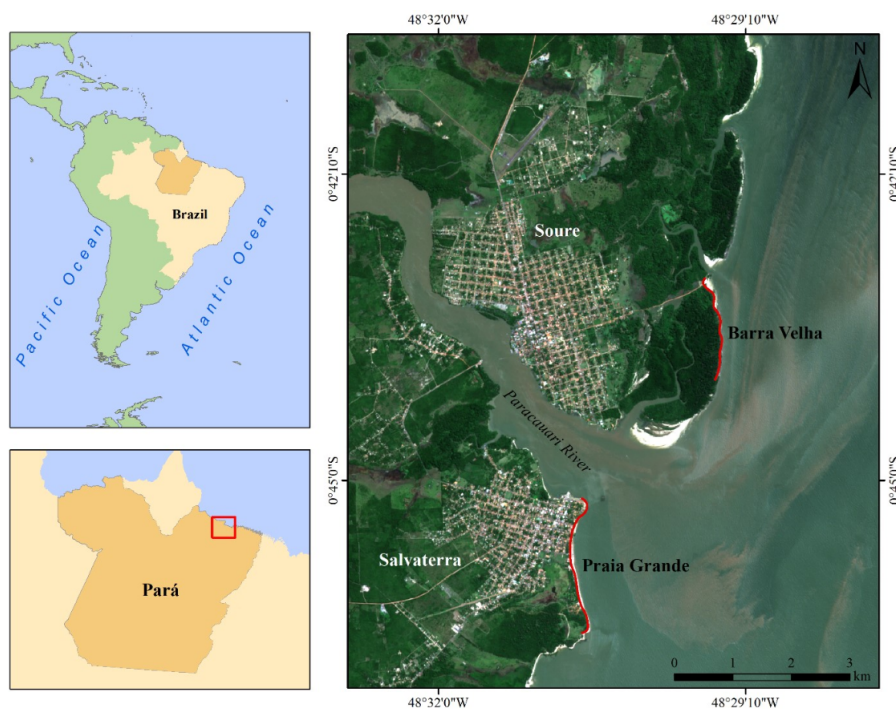 48°32'0"W
48°29'10"W
N
0°42'10"S
0°42'10"S
Brazil
Pacific Ocean
Atlantic Ocean
Soure
Barra Velha
Paracauari River
0°45'0"S
0°45'0"S
Salvaterra
Praia Grande
Pará
0 1 2 3
km
48°32'0"W
48°29'10"W